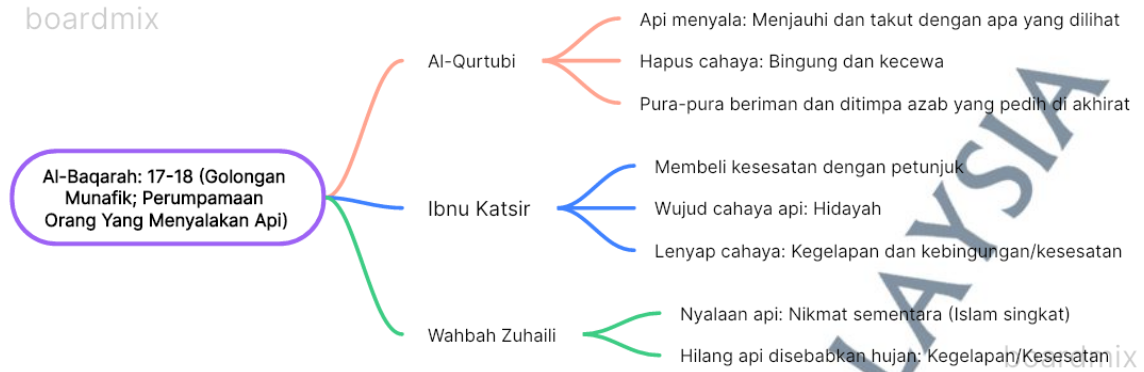 boardmix
Api menyala: Menjauhi dan takut dengan apa yang dilihat
Al-Qurtubi
Hapus cahaya: Bingung dan kecewa
Pura-pura beriman dan ditimpa azab yang pedih di akhirat
Al-Baqarah: 17-18 (Golongan
Munafik; Perumpamaan
Orang Yang Menyalakan Api)
Membeli kesesatan dengan petunjuk
Ibnu Katsir
Wujud cahaya api: Hidayah
Lenyap cahaya: Kegelapan dan kebingungan/kesesatan
Wahbah Zuhaili
Nyalaan api: Nikmat sementara (Islam singkat)
Hilang api disebabkan hujan: Kegelapan/Kesesatan
boardmix
LAYSIA